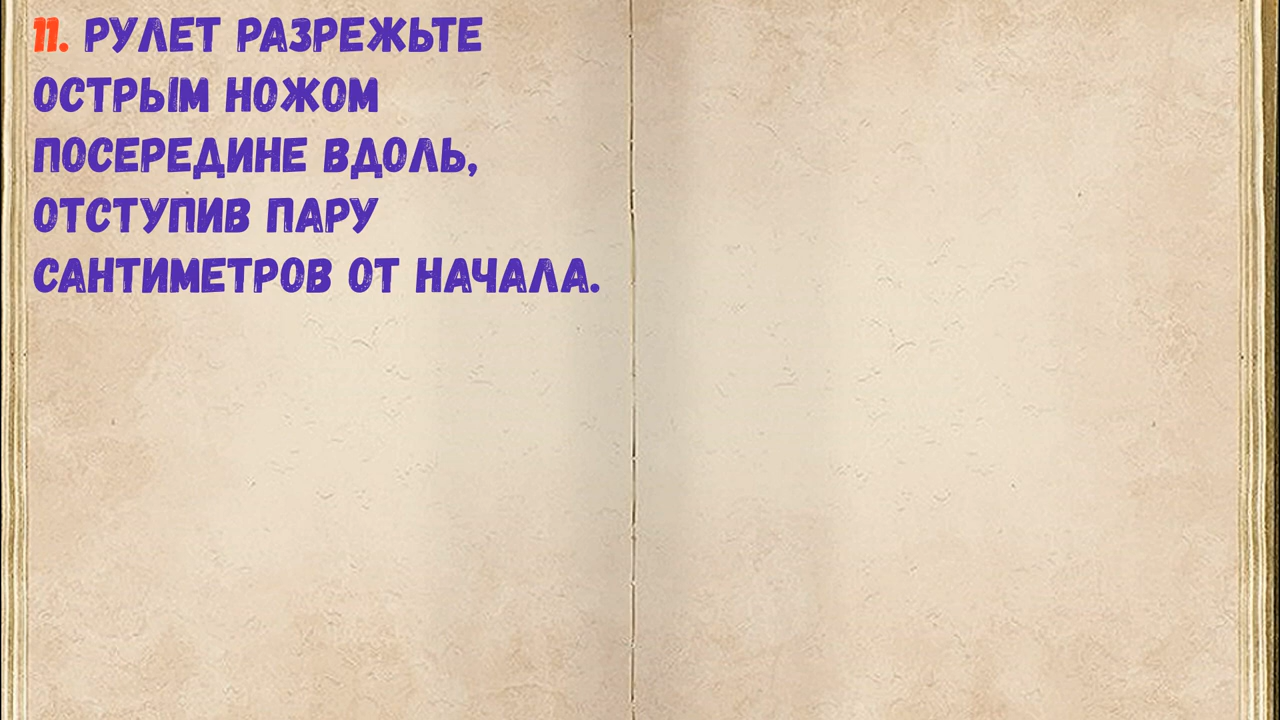 11. РУЛЕТ РАЗРЕЖЬТЕ
ОСТРЫМ НОЖОМ
ПОСЕРЕДИНЕ ВДОЛЬ,
ОТСТУПИВ ПАРУ
САНТИМЕТРОВ ОТ НАЧАЛА.